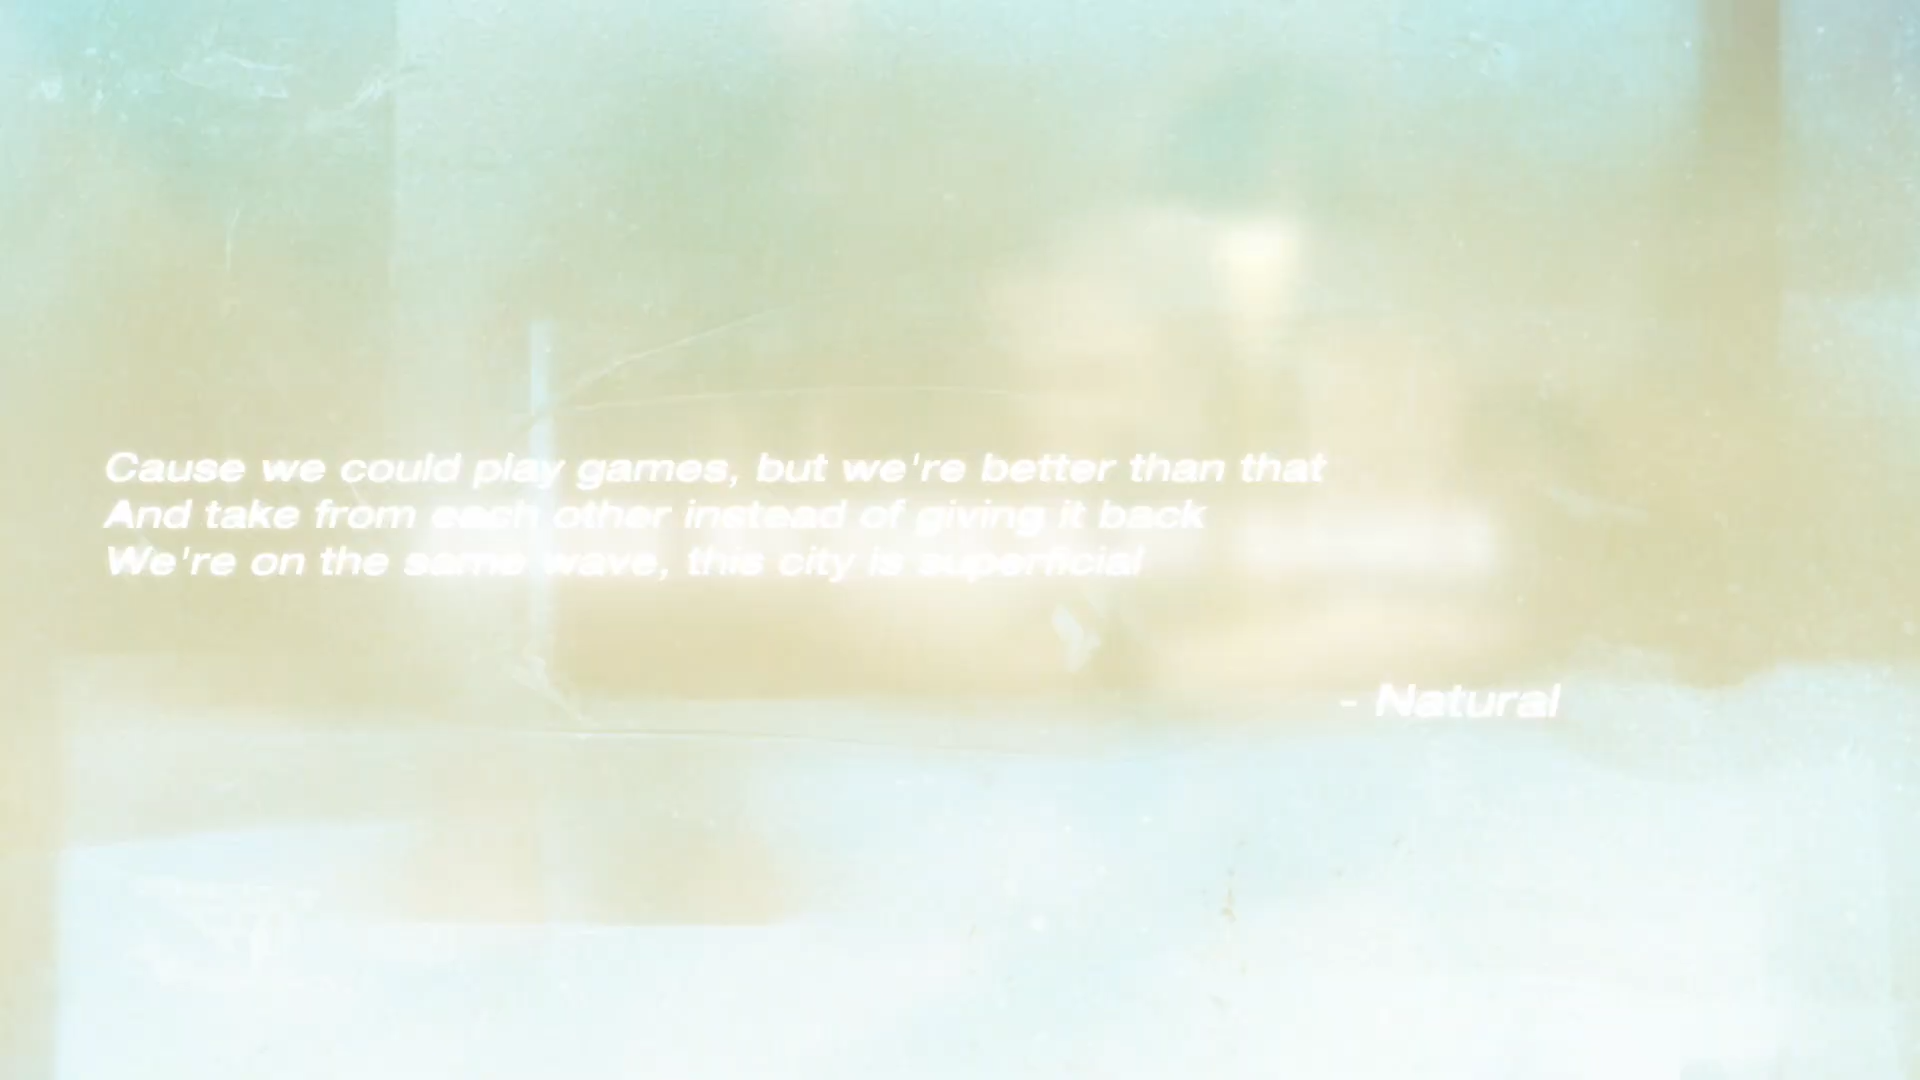 Cause we could play games, but we're better than that
And take from each other instead of giving it back
We're on the same wave, this city is superficial
- Natural